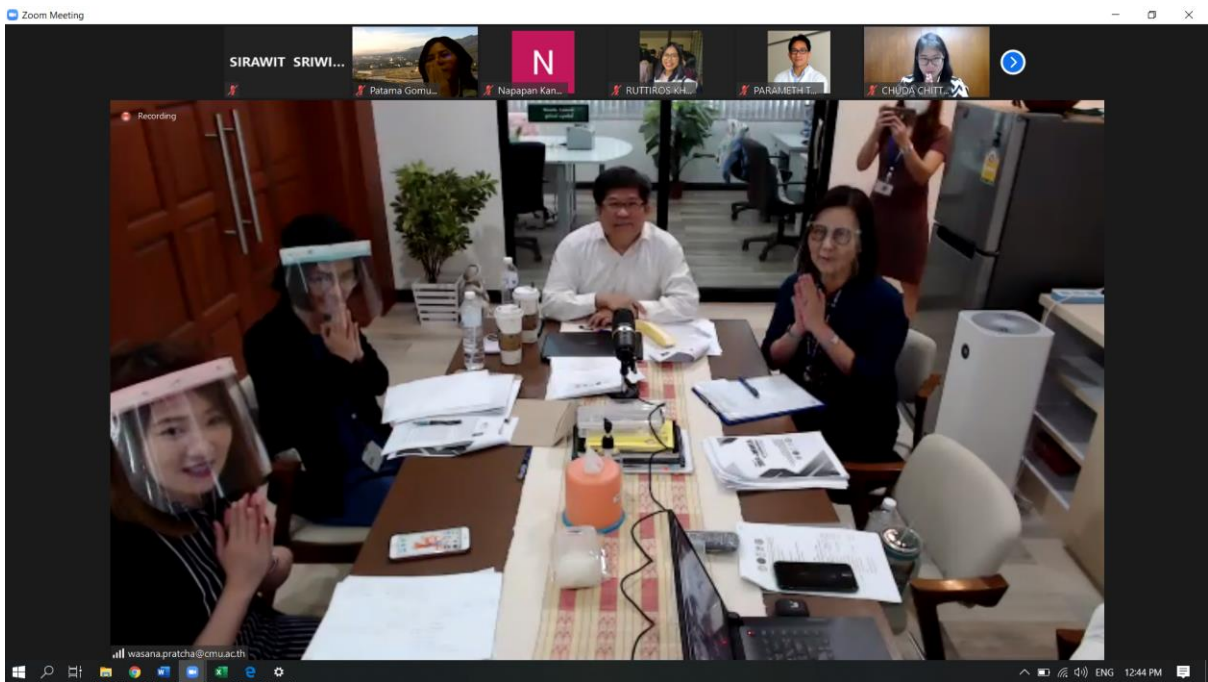 Zoom Meeting
SIRAWIT SRIWI...
Patama Gomu...
N
Napapan Kan...
RUTTIROS KH...
PARAMETH T...
CHUDA CHITT...
Recording
wasana.pratcha@cmu.ac.th
ENG 12:44 PM